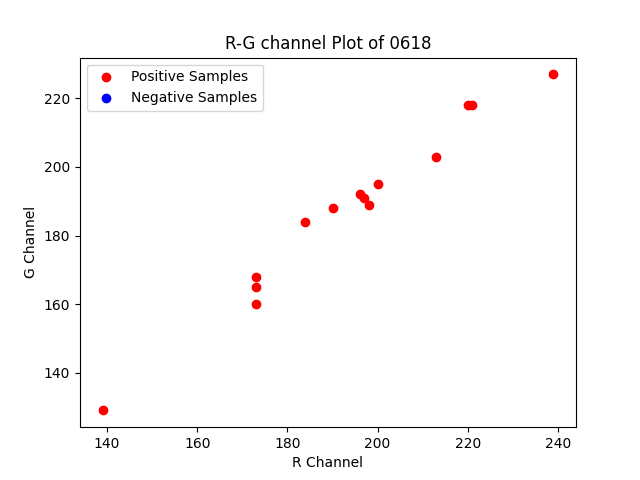 R-G channel Plot of 0618
Positive Samples
Negative Samples
220
200
180
160
140
G Channel
140 160 180 200 220 240
R Channel